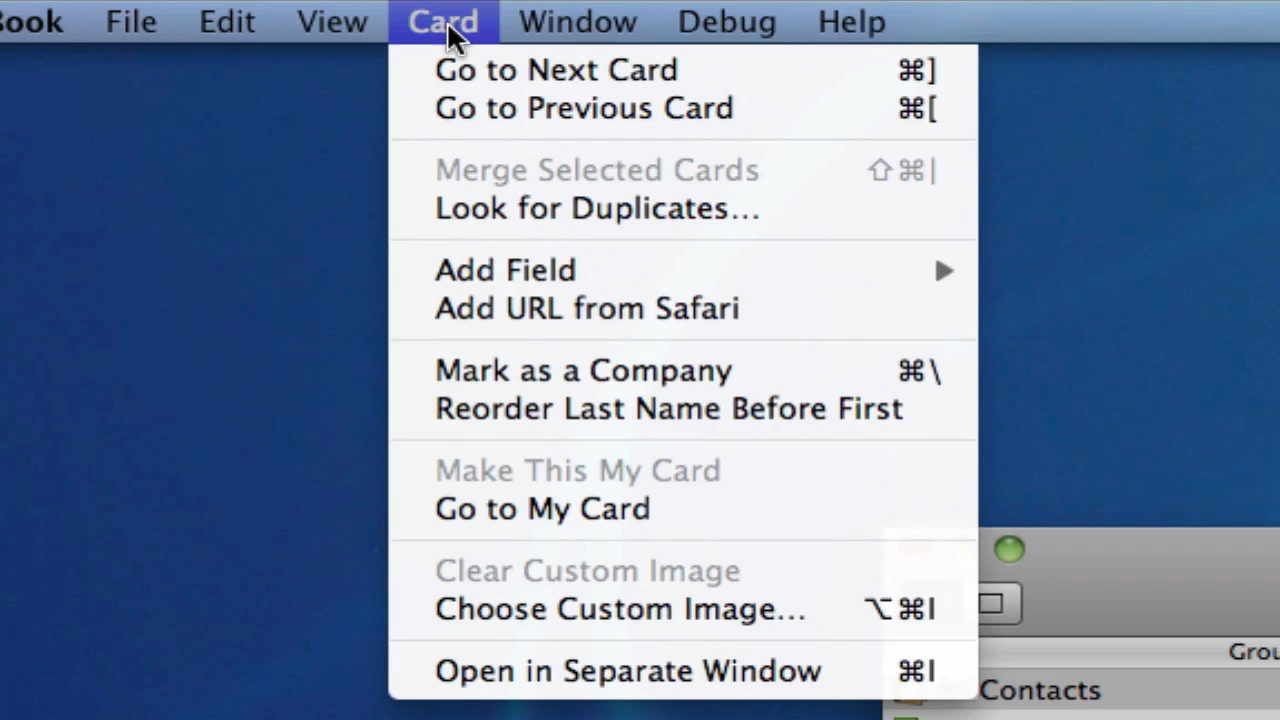 Book File Edit View Card Window Debug Help
Go to Next Card ⌘]
Go to Previous Card ⌘[
Merge Selected Cards ⇧⌘|
Look for Duplicates…
Add Field ▶
Add URL from Safari
Mark as a Company ⌘\
Reorder Last Name Before First
Make This My Card
Go to My Card
Clear Custom Image
Choose Custom Image… ⌥⌘I
Open in Separate Window ⌘I
Grou
Contacts